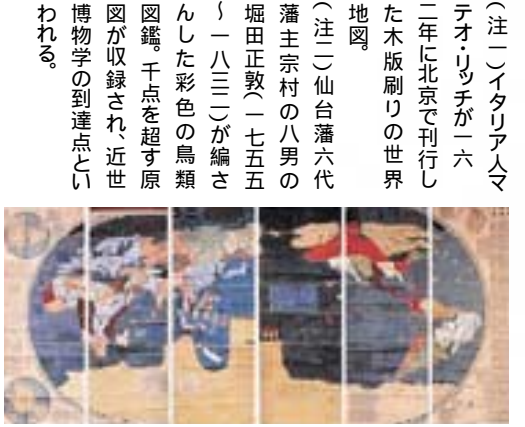 (注一)イタリア人マ
テオ・リッチが一六
二年に北京で刊行し
た木版刷りの世界
地図。
(注二)仙台藩六代
藩主宗村の八男の
堀田正敦(一七五五
〜一八三二)が編さ
んした彩色の鳥類
図鑑。千点を超す原
図が収録され、近世
博物学の到達点とい
われる。